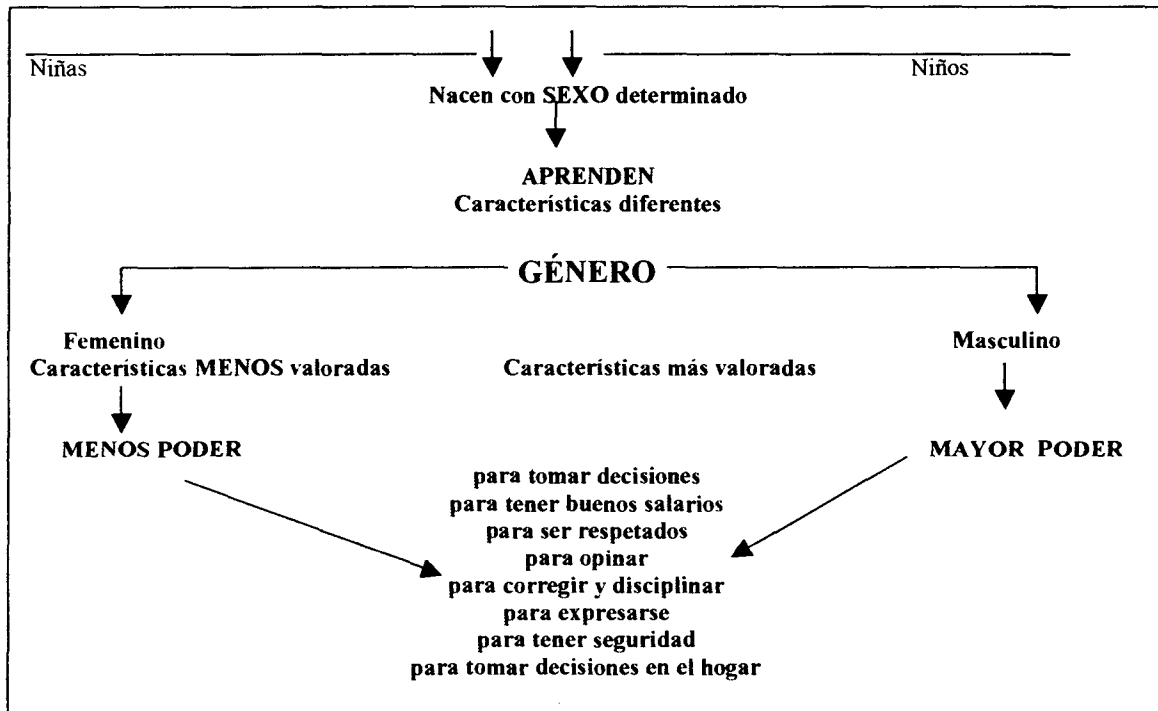 Niñas Niños
Nacen con SEXO determinado
APRENDEN
Características diferentes
GÉNERO
Femenino Masculino
Características MENOS valoradas Características más valoradas
MENOS PODER MAYOR PODER
para tomar decisiones
para tener buenos salarios
para ser respetados
para opinar
para corregir y disciplinar
para expresarse
para tener seguridad
para tomar decisiones en el hogar